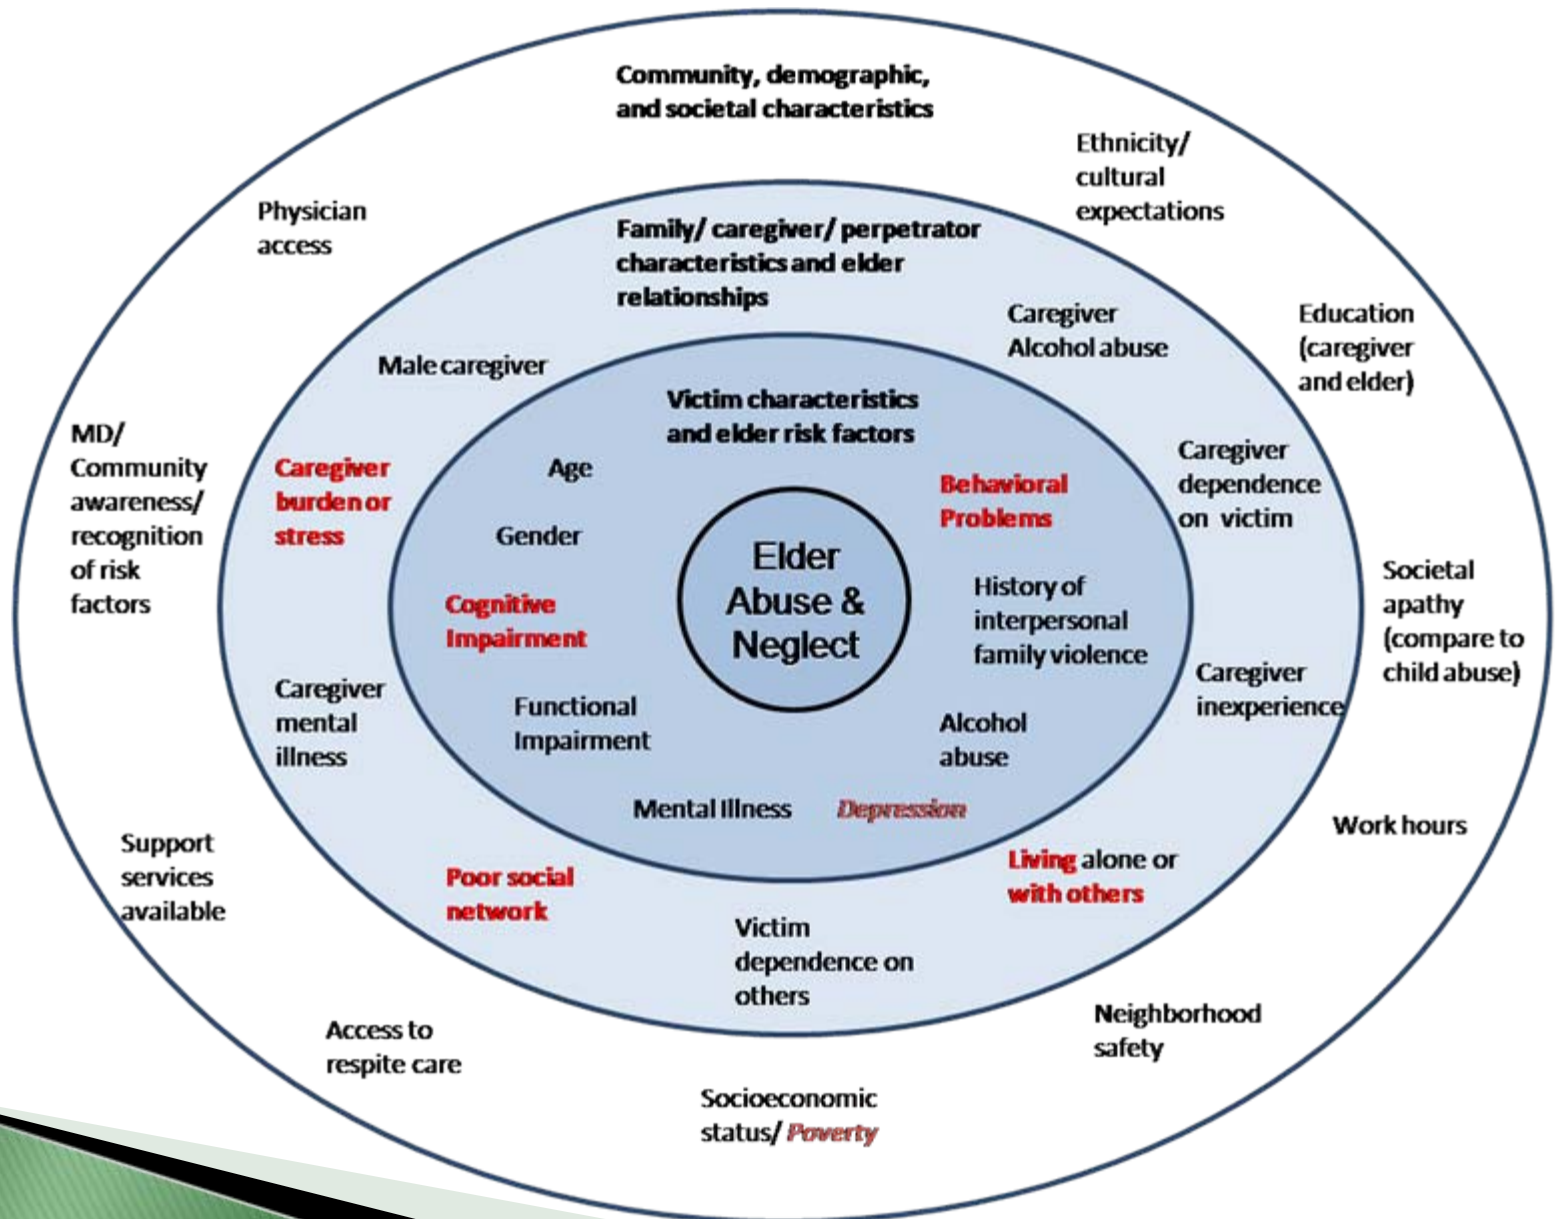 Community, demographic,
and societal characteristics
Ethnicity/
cultural
expectations
Physician
access
Family/ caregiver/ perpetrator
characteristics and elder
relationships
Caregiver
Alcohol abuse
Education
(caregiver
and elder)
Male caregiver
Victim characteristics
and elder risk factors
MD/
Community
awareness/
recognition
of risk
factors
Caregiver
burden or
stress
Age
Behavioral
Problems
Caregiver
dependence
on victim
Gender
Elder
Abuse &
Neglect
Cognitive
Impairment
History of
interpersonal
family violence
Societal
apathy
(compare to
child abuse)
Caregiver
mental
illness
Functional
Impairment
Alcohol
abuse
Caregiver
inexperience
Mental Illness
Depression
Work hours
Support
services
available
Poor social
network
Living alone or
with others
Victim
dependence on
others
Access to
respite care
Neighborhood
safety
Socioeconomic
status/ Poverty